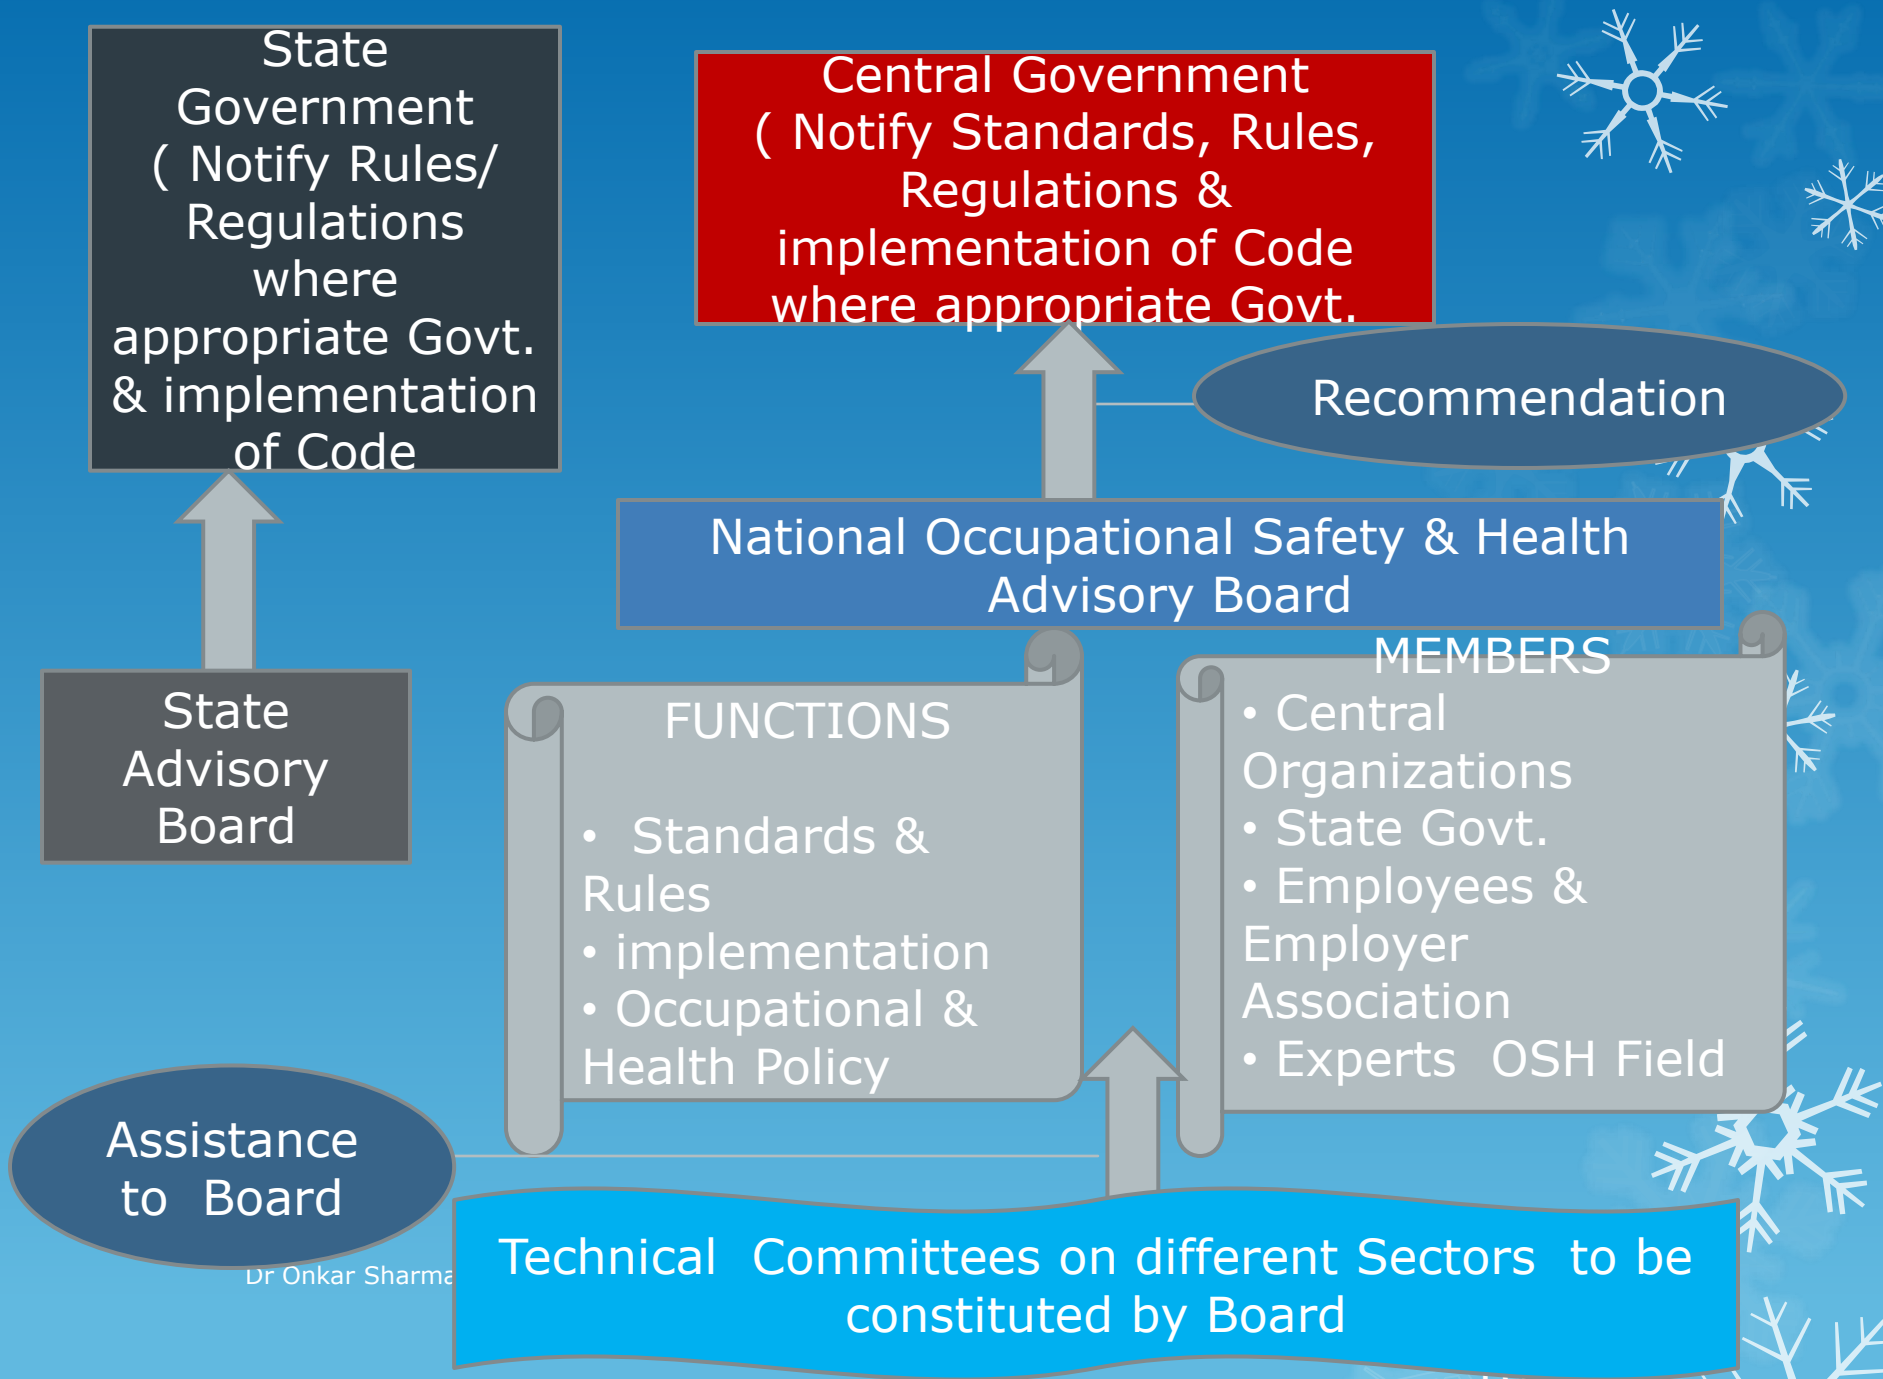 State
Government
( Notify Rules/
Regulations
where
appropriate Govt.
& implementation
of Code
Central Government
( Notify Standards, Rules,
Regulations &
implementation of Code
where appropriate Govt.
Recommendation
National Occupational Safety & Health
Advisory Board
State
Advisory
Board
FUNCTIONS
• Standards &
Rules
• implementation
• Occupational &
Health Policy
MEMBERS
• Central
Organizations
• State Govt.
• Employees &
Employer
Association
• Experts OSH Field
Assistance
to Board
Dr Onkar Sharma
Technical Committees on different Sectors to be
constituted by Board